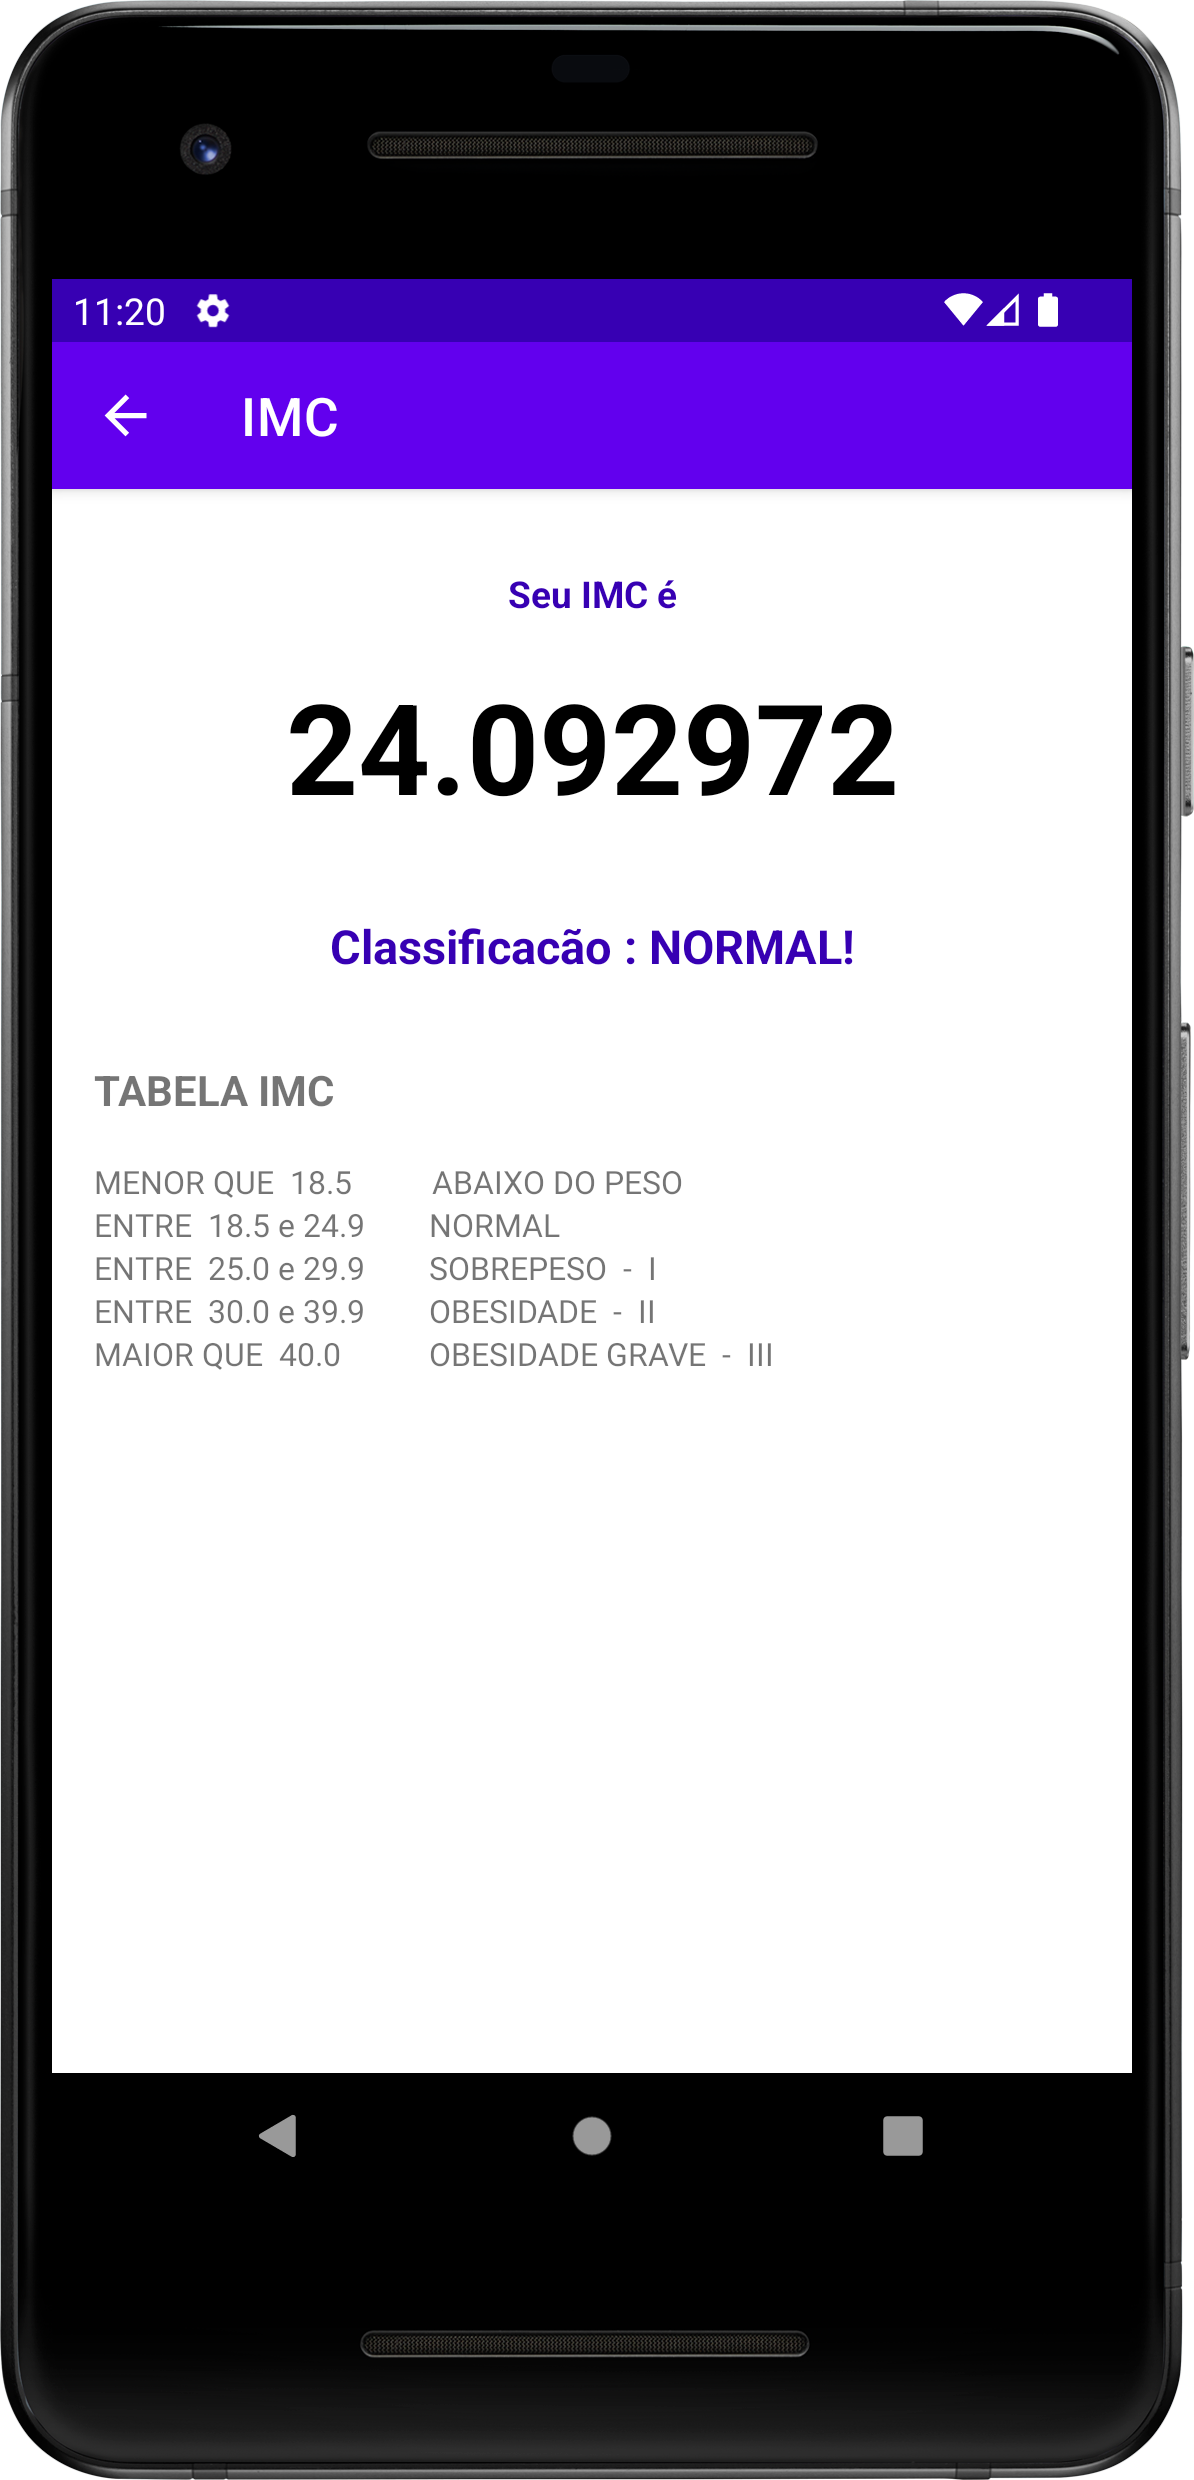 11:20
IMC
Seu IMC é
24.092972
Classificacão : NORMAL!
TABELA IMC
MENOR QUE  18.5  ABAIXO DO PESO
ENTRE  18.5 e 24.9  NORMAL
ENTRE  25.0 e 29.9  SOBREPESO  -  I
ENTRE  30.0 e 39.9  OBESIDADE  -  II
MAIOR QUE  40.0  OBESIDADE GRAVE  -  III